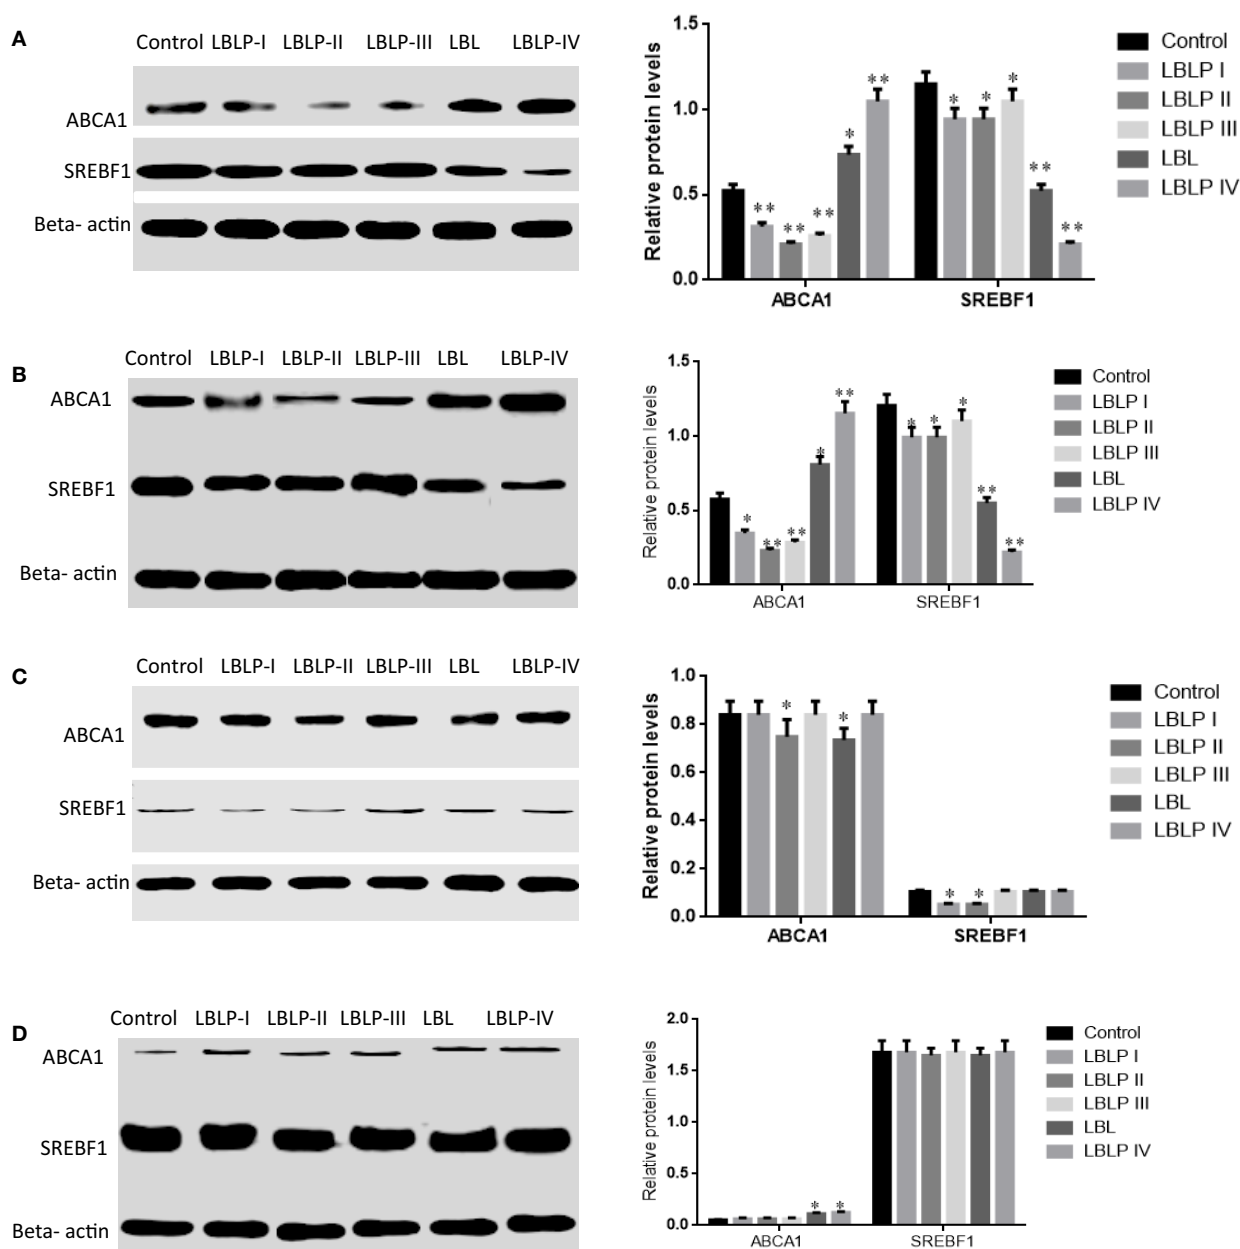 A
Control LBLP-I LBLP-II LBLP-III LBL LBLP-IV
ABCA1
SREBF1
Beta- actin
Relative protein levels
1.5
1.0
0.5
0.0
** ** ** * **
* * * ** **
ABCA1 SREBF1
Control
LBLP I
LBLP II
LBLP III
LBL
LBLP IV
B
Control LBLP-I LBLP-II LBLP-III LBL LBLP-IV
ABCA1
SREBF1
Beta- actin
Relative protein levels
1.5
1.0
0.5
0.0
* ** ** * **
* * * ** **
ABCA1 SREBF1
Control
LBLP I
LBLP II
LBLP III
LBL
LBLP IV
C
Control LBLP-I LBLP-II LBLP-III LBL LBLP-IV
ABCA1
SREBF1
Beta- actin
Relative protein levels
1.0
0.8
0.6
0.4
0.2
0.0
* *
* *
ABCA1 SREBF1
Control
LBLP I
LBLP II
LBLP III
LBL
LBLP IV
D
Control LBLP-I LBLP-II LBLP-III LBL LBLP-IV
ABCA1
SREBF1
Beta- actin
Relative protein levels
2.0
1.5
1.0
0.5
0.0
* *
ABCA1 SREBF1
Control
LBLP I
LBLP II
LBLP III
LBL
LBLP IV